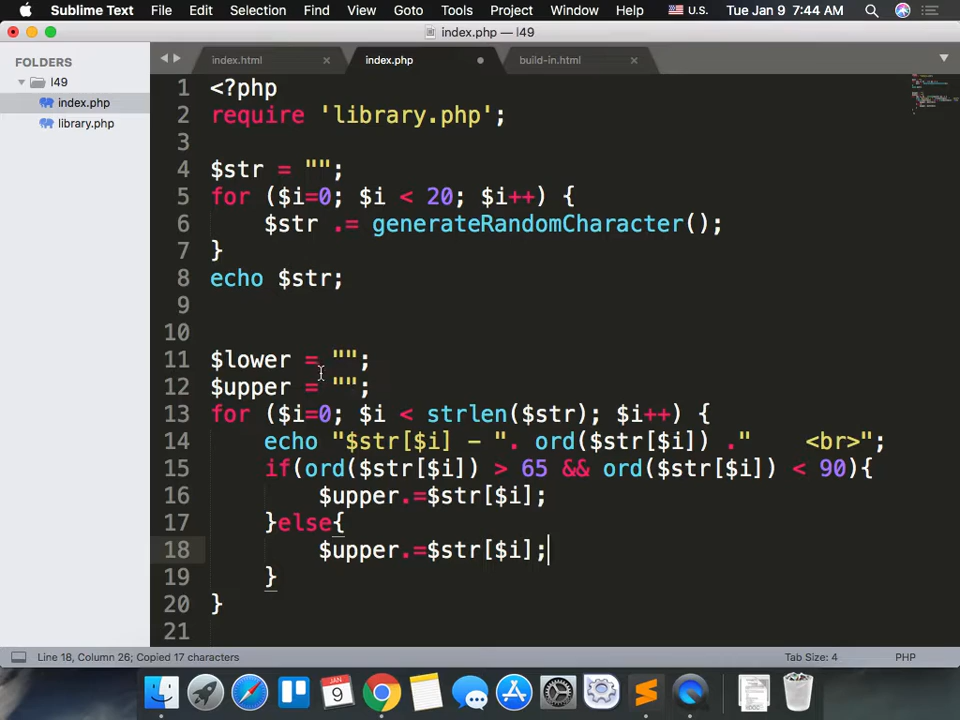 Sublime Text File Edit Selection Find View Goto Tools Project Window Help U.S. Tue Jan 9 7:44 AM
index.php — l49
FOLDERS
l49
index.php
library.php
index.html index.php build-in.html
1 <?php
2 require 'library.php';
3
4 $str = "";
5 for ($i=0; $i < 20; $i++) {
6 $str .= generateRandomCharacter();
7 }
8 echo $str;
9
10
11 $lower = "";
12 $upper = "";
13 for ($i=0; $i < strlen($str); $i++) {
14 echo "$str[$i] – ". ord($str[$i]) ."    <br>";
15 if(ord($str[$i]) > 65 && ord($str[$i]) < 90){
16 $upper.=$str[$i];
17 }else{
18 $upper.=$str[$i];
19 }
20 }
21
Line 18, Column 26; Copied 17 characters Tab Size: 4 PHP
JAN
9